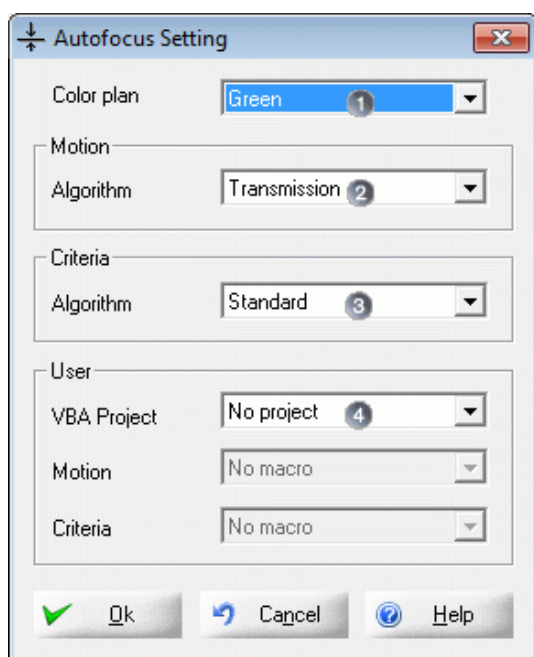 Autofocus Setting
Color plan Green 1
Motion
Algorithm Transmission 2
Criteria
Algorithm Standard 3
User
VBA Project No project 4
Motion No macro
Criteria No macro
Ok Cancel Help